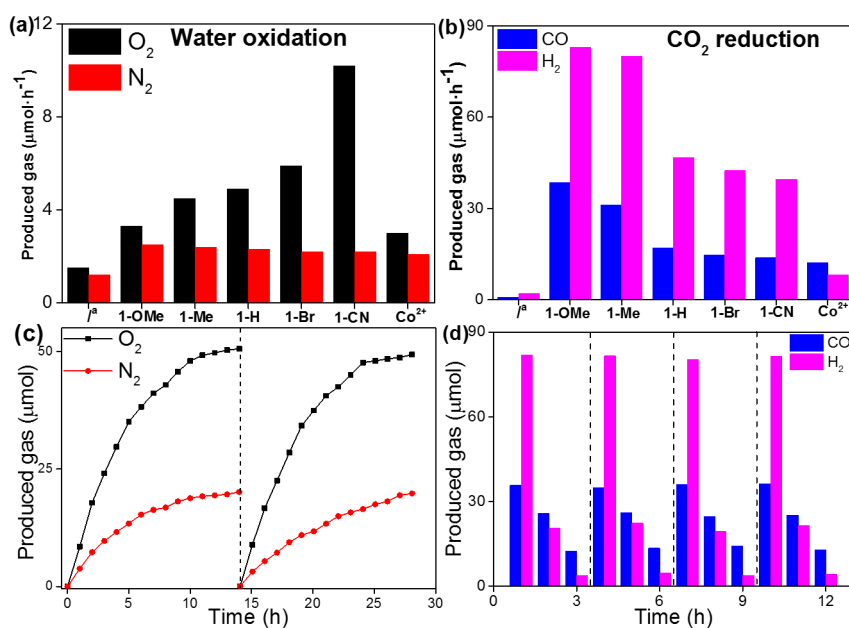 (a)
Water oxidation
O₂
N₂
Produced gas (μmol·h⁻¹)
12
8
4
0
/ᵃ 1-OMe 1-Me 1-H 1-Br 1-CN Co²⁺
(b)
CO₂ reduction
CO
H₂
Produced gas (μmol·h⁻¹)
90
60
30
0
/ᵃ 1-OMe 1-Me 1-H 1-Br 1-CN Co²⁺
(c)
O₂
N₂
Produced gas (μmol)
50
25
0
0 5 10 15 20 25 30
Time (h)
(d)
CO
H₂
Produced gas (μmol)
90
60
30
0
3 6 9 12
Time (h)